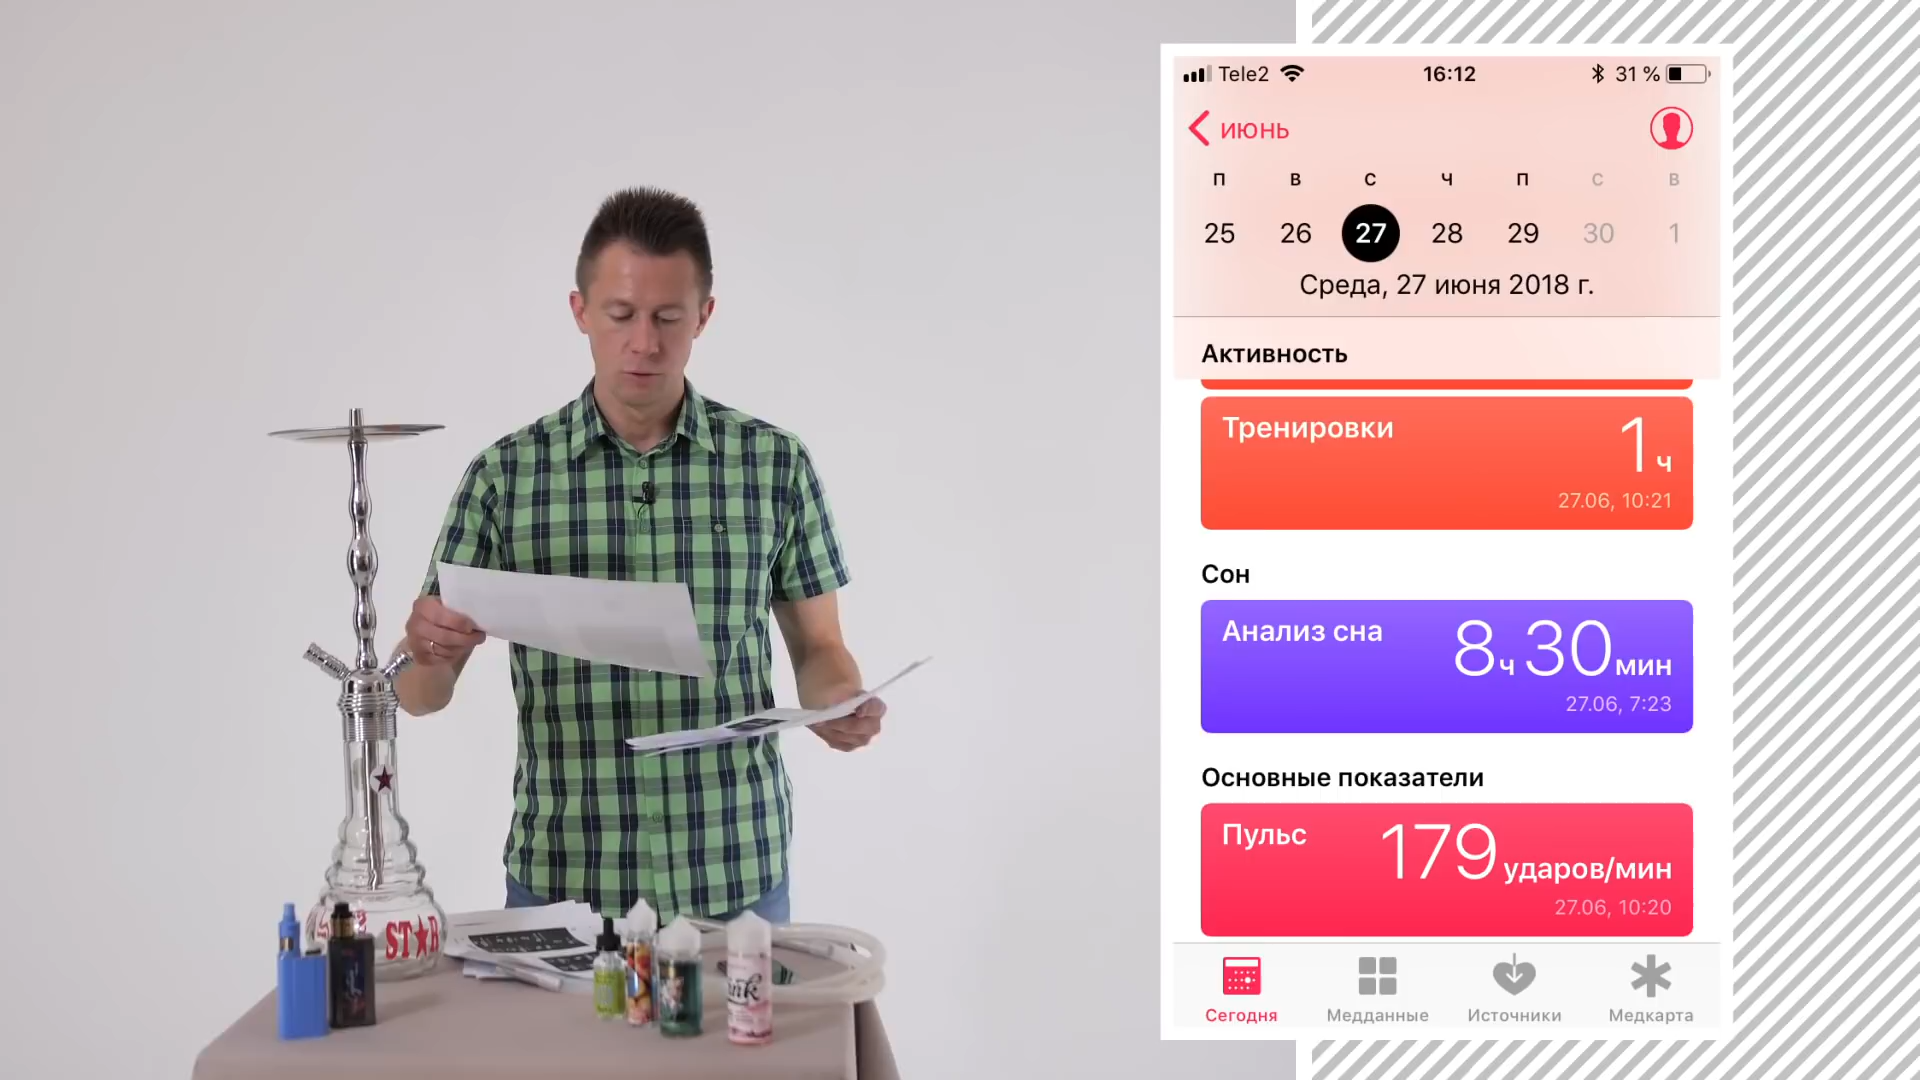 Tele2
16:12
31 %
июнь
П В С Ч П С В
25 26 27 28 29 30 1
Среда, 27 июня 2018 г.
Активность
Тренировки
1 ч
27.06, 10:21
Сон
Анализ сна
8 ч 30 мин
27.06, 7:23
Основные показатели
Пульс
179 ударов/мин
27.06, 10:20
Сегодня
Медданные
Источники
Медкарта
ST★R